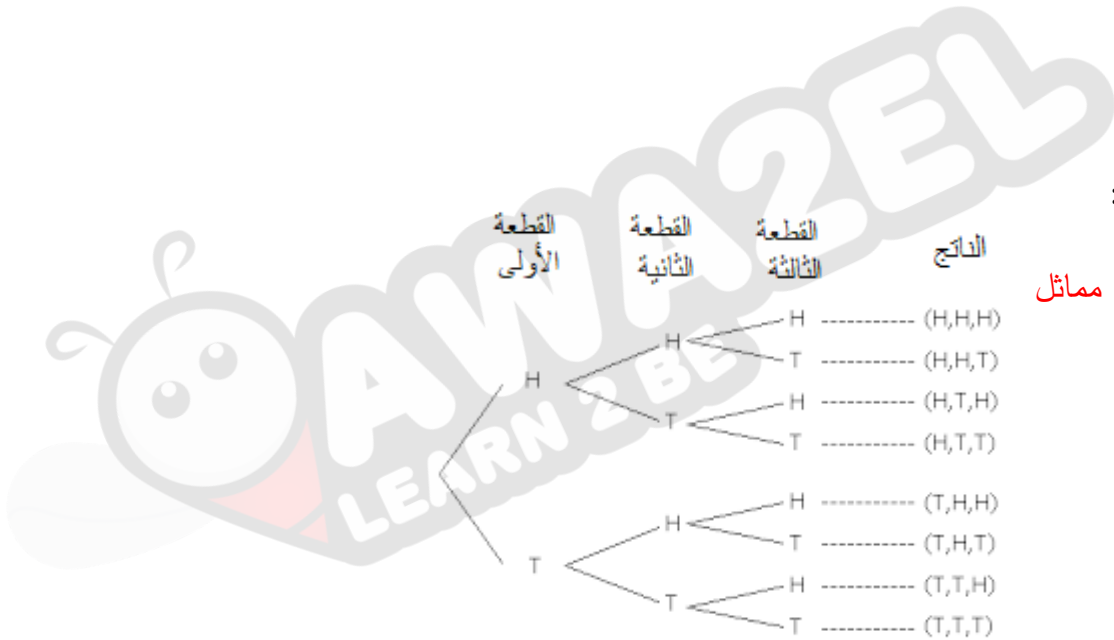 AWA2EL
LEARN 2 BE
:
القطعة الأولى
القطعة الثانية
القطعة الثالثة
الناتج
مماثل
H ---------- (H,H,H)
H
T ---------- (H,H,T)
H
H ---------- (H,T,H)
T
T ---------- (H,T,T)
H ---------- (T,H,H)
H
T ---------- (T,H,T)
T
H ---------- (T,T,H)
T
T ---------- (T,T,T)